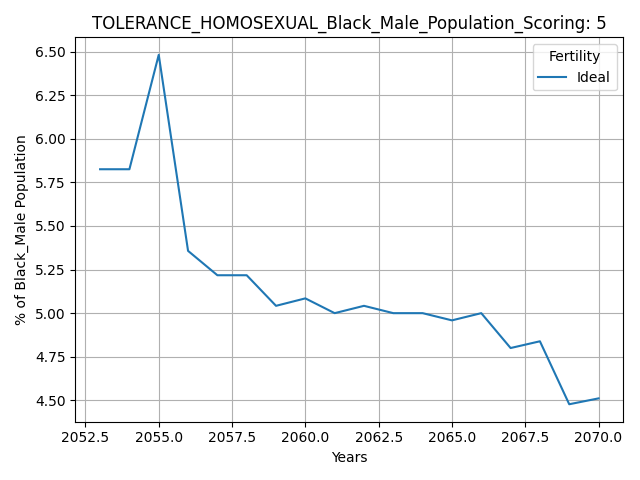 TOLERANCE_HOMOSEXUAL_Black_Male_Population_Scoring: 5
Fertility
Ideal
% of Black_Male Population
6.50
6.25
6.00
5.75
5.50
5.25
5.00
4.75
4.50
2052.5 2055.0 2057.5 2060.0 2062.5 2065.0 2067.5 2070.0
Years